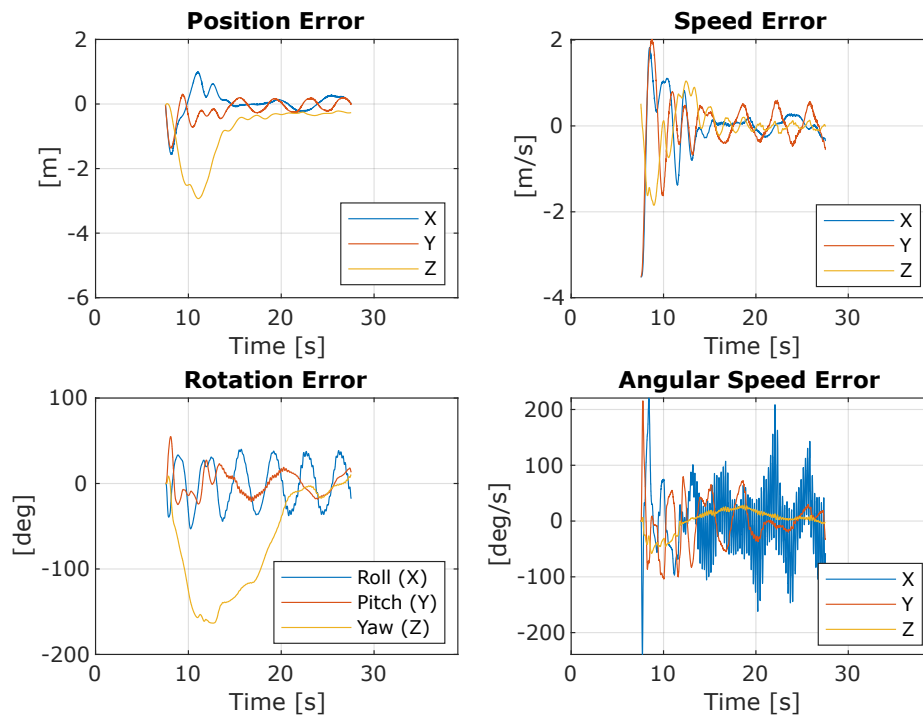 Position Error
2
0
-2
-4
-6
[m]
X
Y
Z
0
10
20
30
Time [s]
Speed Error
2
0
-2
-4
[m/s]
X
Y
Z
0
10
20
30
Time [s]
Rotation Error
100
0
-100
-200
[deg]
Roll (X)
Pitch (Y)
Yaw (Z)
0
10
20
30
Time [s]
Angular Speed Error
200
100
0
-100
-200
[deg/s]
X
Y
Z
0
10
20
30
Time [s]